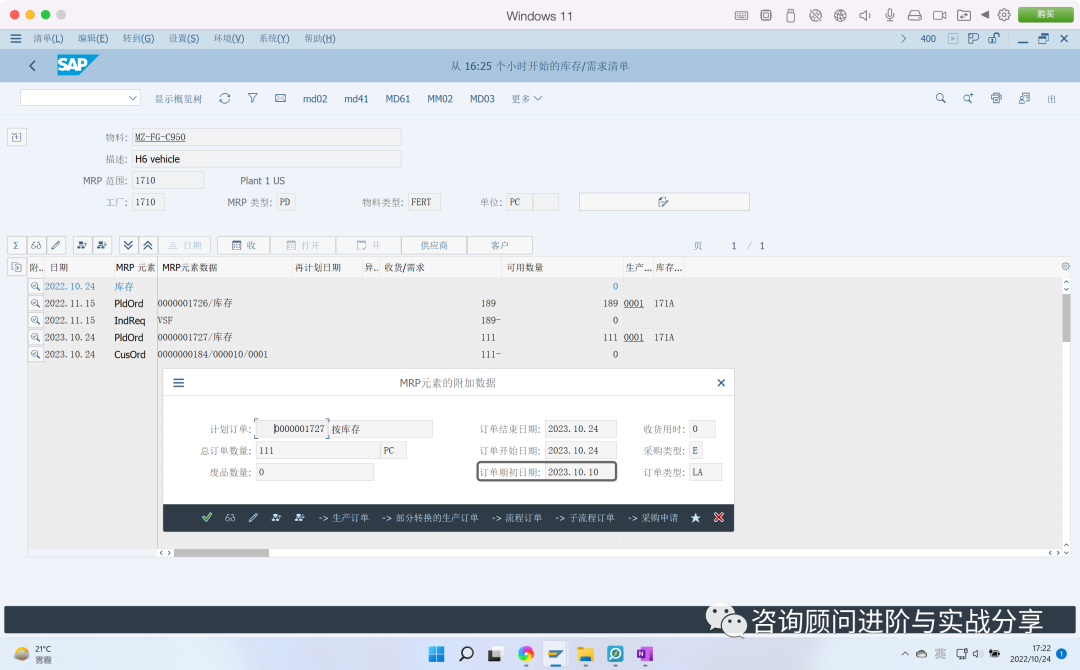 Windows 11
购买
清单(L) 编辑(E) 转到(G) 设置(S) 环境(V) 系统(Y) 帮助(H)
400
SAP
从 16:25 个小时开始的库存/需求清单
显示概览树 md02 md41 MD61 MM02 MD03 更多
出
物料: MZ-FG-C950
描述: H6 vehicle
MRP 范围: 1710 Plant 1 US
工厂: 1710 MRP 类型: PD 物料类型: FERT 单位: PC
Σ 日期 收 打开 开 供应商 客户 页 1 / 1
附.. 日期 MRP 元素 MRP元素数据 再计划日期 异.. 收货/需求 可用数量 生产... 库存...
2022.10.24 库存 0
2022.11.15 PldOrd 0000001726/库存 189 189 0001 171A
2022.11.15 IndReq VSF 189- 0
2023.10.24 PldOrd 0000001727/库存 111 111 0001 171A
2023.10.24 CusOrd 0000000184/000010/0001 111- 0
MRP元素的附加数据
计划订单: 0000001727 按库存 订单结束日期: 2023.10.24 收货用时: 0
总订单数量: 111 PC 订单开始日期: 2023.10.24 采购类型: E
废品数量: 0 订单期初日期: 2023.10.10 订单类型: LA
-> 生产订单 -> 部分转换的生产订单 -> 流程订单 -> 子流程订单 -> 采购申请
咨询顾问进阶与实战分享
21°C
雾霾
N
英
17:22
2022/10/24
1